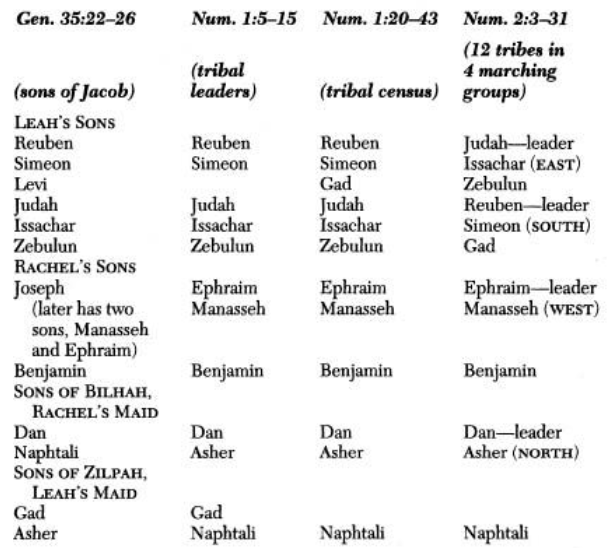 Gen. 35:22–26 Num. 1:5–15 Num. 1:20–43 Num. 2:3–31
(12 tribes in
(tribal 4 marching
(sons of Jacob) leaders) (tribal census) groups)
LEAH'S SONS
Reuben Reuben Reuben Judah—leader
Simeon Simeon Simeon Issachar (EAST)
Levi Gad Zebulun
Judah Judah Judah Reuben—leader
Issachar Issachar Issachar Simeon (SOUTH)
Zebulun Zebulun Zebulun Gad
RACHEL'S SONS
Joseph Ephraim Ephraim Ephraim—leader
(later has two Manasseh Manasseh Manasseh (WEST)
sons, Manasseh
and Ephraim)
Benjamin Benjamin Benjamin Benjamin
SONS OF BILHAH,
RACHEL'S MAID
Dan Dan Dan Dan—leader
Naphtali Asher Asher Asher (NORTH)
SONS OF ZILPAH,
LEAH'S MAID
Gad Gad
Asher Naphtali Naphtali Naphtali